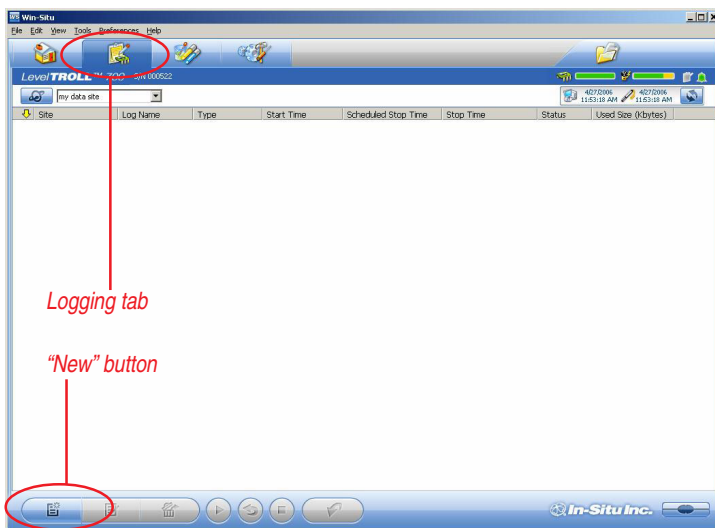 Win-Situ
File Edit View Tools Preferences Help
LevelTROLL™ 700 S/N 000522
my data site
4/27/2006
11:53:18 AM
4/27/2006
11:53:18 AM
Site Log Name Type Start Time Scheduled Stop Time Stop Time Status Used Size (Kbytes)
Logging tab
“New” button
In-Situ Inc.